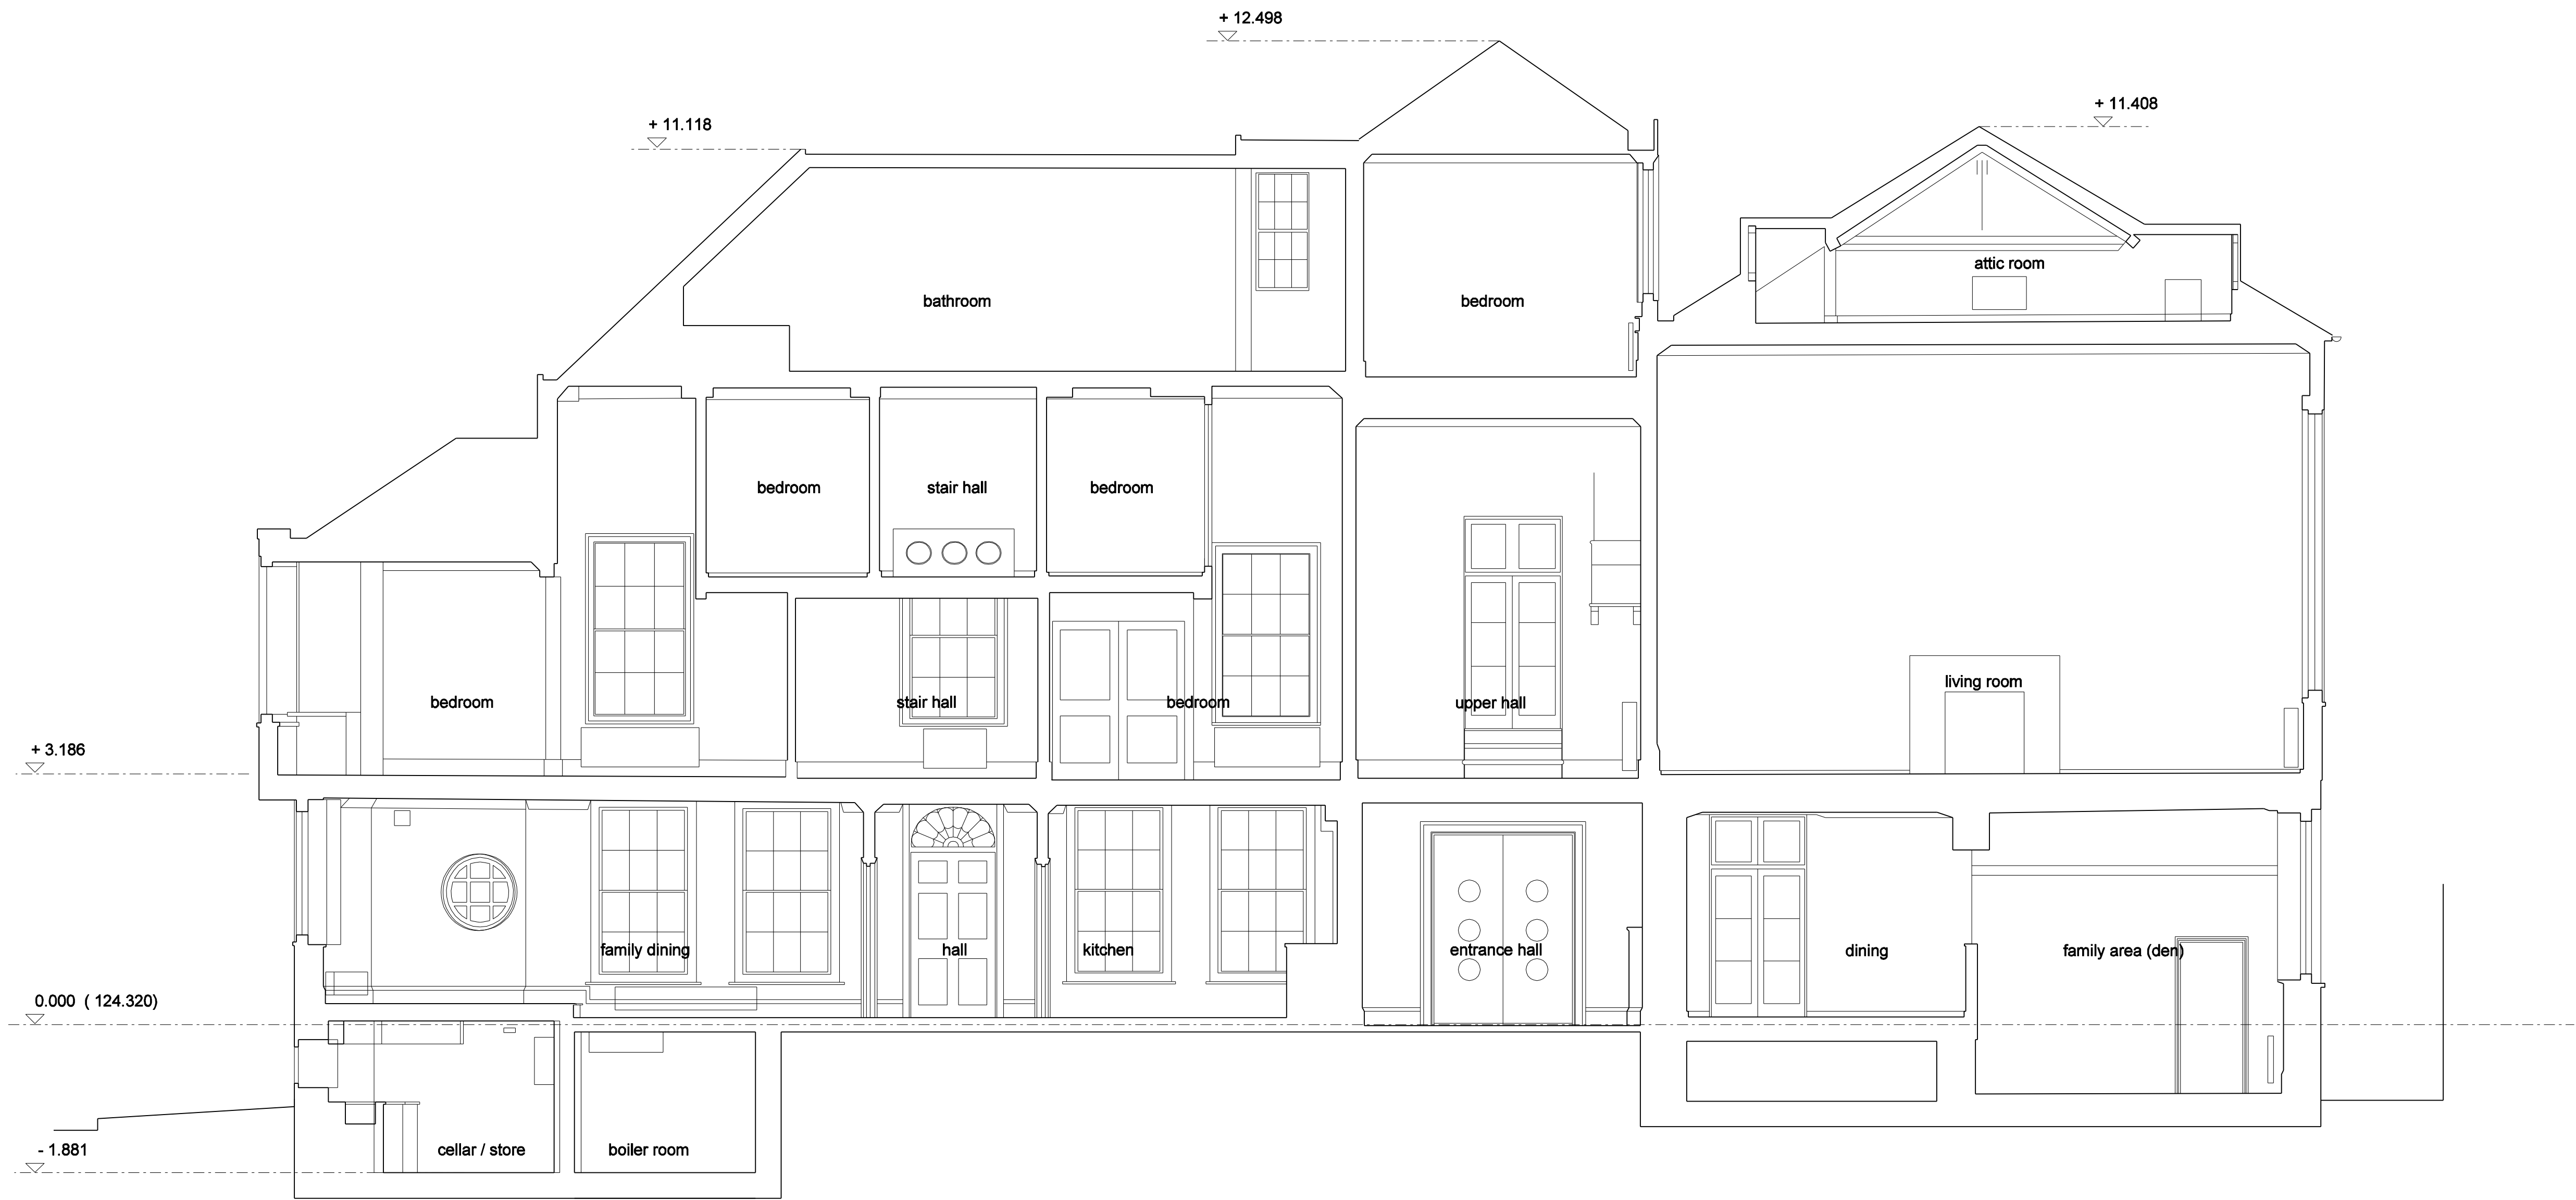 + 12.498
+ 11.408
+ 11.118
attic room
bathroom
bedroom
bedroom
stair hall
bedroom
living room
bedroom
stair hall
bedroom
upper hall
+ 3.186
family dining
hall
kitchen
entrance hall
dining
family area (den)
0.000 ( 124.320)
- 1.881
cellar / store
boiler room